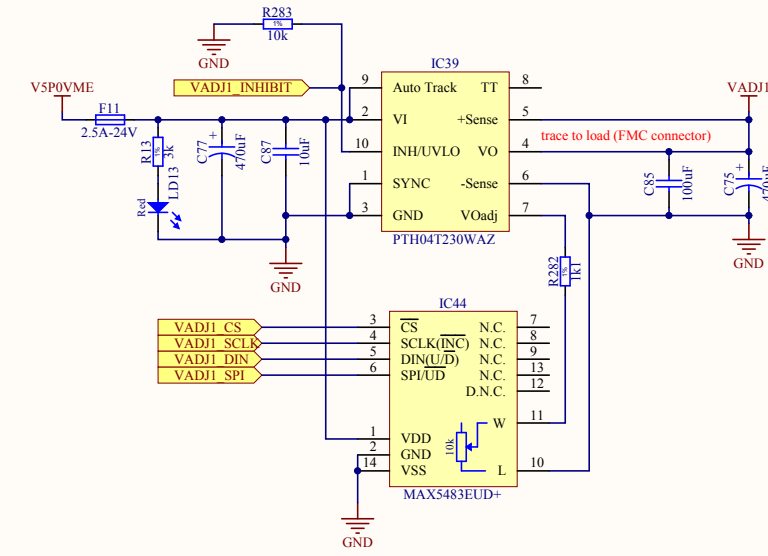 R283
1%
10k
GND
VADJ1_INHIBIT
V5P0VME
F11
2.5A-24V
R13
1%
3k
LD13
Red
C77
+
470uF
C87
10uF
GND
IC39
9 Auto Track TT 8
2 VI +Sense 5
10 INH/UVLO VO 4
1 SYNC -Sense 6
3 GND VOadj 7
PTH04T230WAZ
VADJ1
trace to load (FMC connector)
C85
100uF
C75
+
GND
R282
1%
1k1
IC44
VADJ1_CS
VADJ1_SCLK
VADJ1_DIN
VADJ1_SPI
3 CS N.C. 7
4 SCLK(INC) N.C. 8
5 DIN(U/D) N.C. 9
6 SPI/UD N.C. 13
D.N.C. 12
W 11
10k
1 VDD
2 GND
14 VSS L 10
MAX5483EUD+
GND